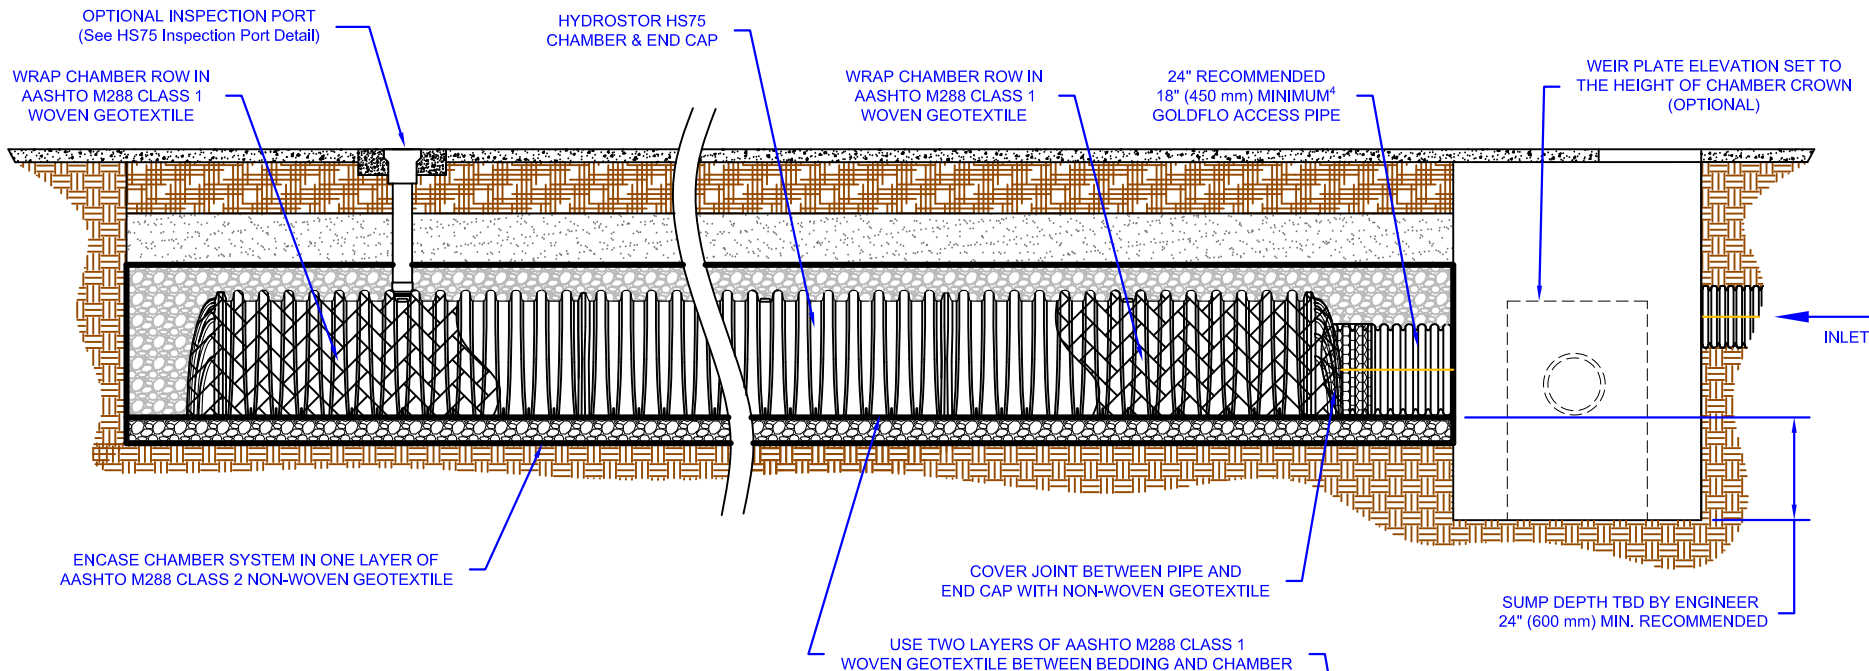 OPTIONAL INSPECTION PORT
(See HS75 Inspection Port Detail)
HYDROSTOR HS75
CHAMBER & END CAP
WRAP CHAMBER ROW IN
AASHTO M288 CLASS 1
WOVEN GEOTEXTILE
WRAP CHAMBER ROW IN
AASHTO M288 CLASS 1
WOVEN GEOTEXTILE
24" RECOMMENDED
18" (450 mm) MINIMUM⁴
GOLDFLO ACCESS PIPE
WEIR PLATE ELEVATION SET TO
THE HEIGHT OF CHAMBER CROWN
(OPTIONAL)
INLET
ENCASE CHAMBER SYSTEM IN ONE LAYER OF
AASHTO M288 CLASS 2 NON-WOVEN GEOTEXTILE
COVER JOINT BETWEEN PIPE AND
END CAP WITH NON-WOVEN GEOTEXTILE
SUMP DEPTH TBD BY ENGINEER
24" (600 mm) MIN. RECOMMENDED
USE TWO LAYERS OF AASHTO M288 CLASS 1
WOVEN GEOTEXTILE BETWEEN BEDDING AND CHAMBER